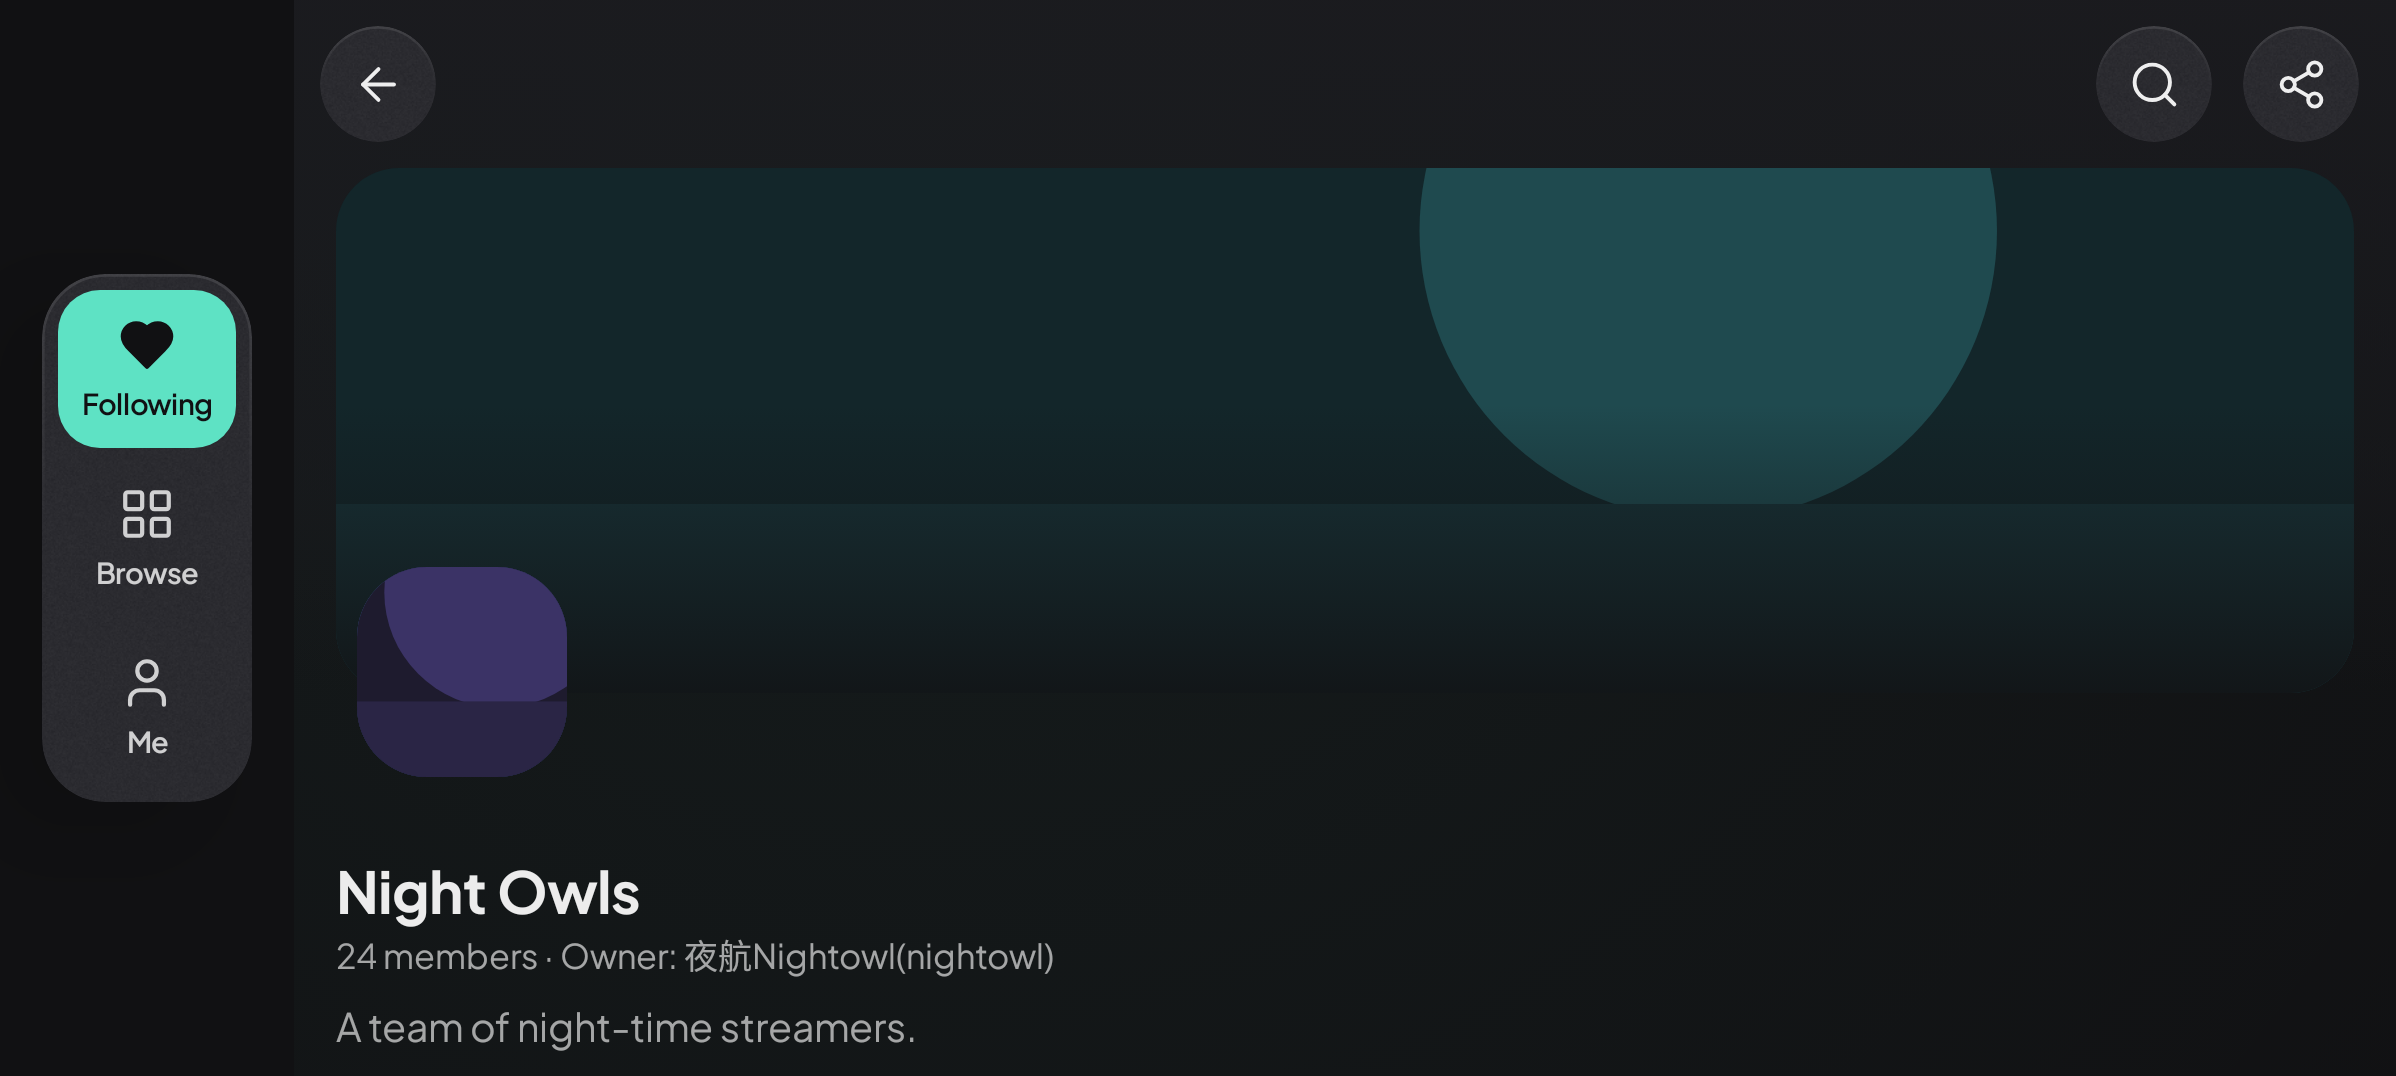 Following
Browse
Me
Night Owls
24 members · Owner: 夜航Nightowl(nightowl)
A team of night-time streamers.